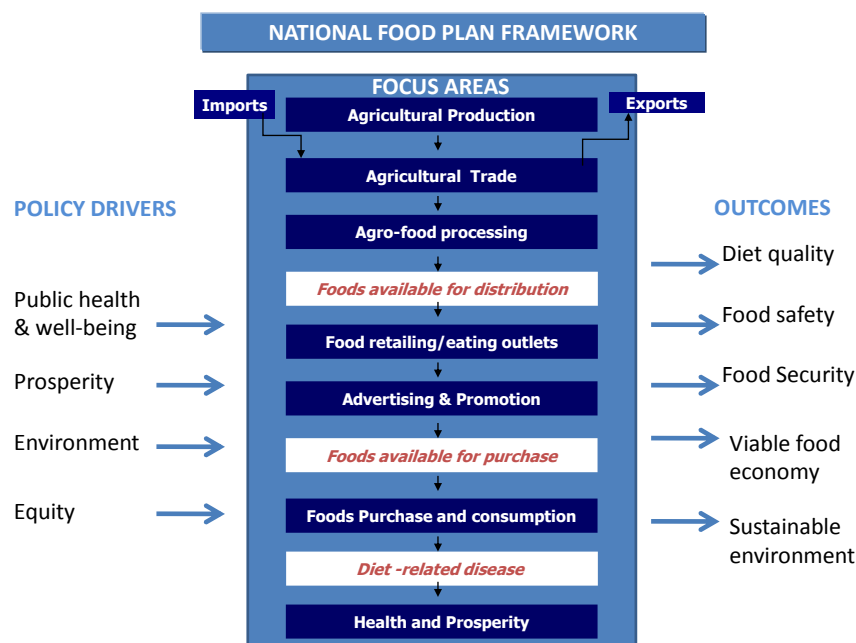 NATIONAL FOOD PLAN FRAMEWORK
FOCUS AREAS
Imports
Exports
Agricultural Production
Agricultural Trade
Agro-food processing
Foods available for distribution
Food retailing/eating outlets
Advertising & Promotion
Foods available for purchase
Foods Purchase and consumption
Diet -related disease
Health and Prosperity
POLICY DRIVERS
Public health
& well-being
Prosperity
Environment
Equity
OUTCOMES
Diet quality
Food safety
Food Security
Viable food
economy
Sustainable
environment